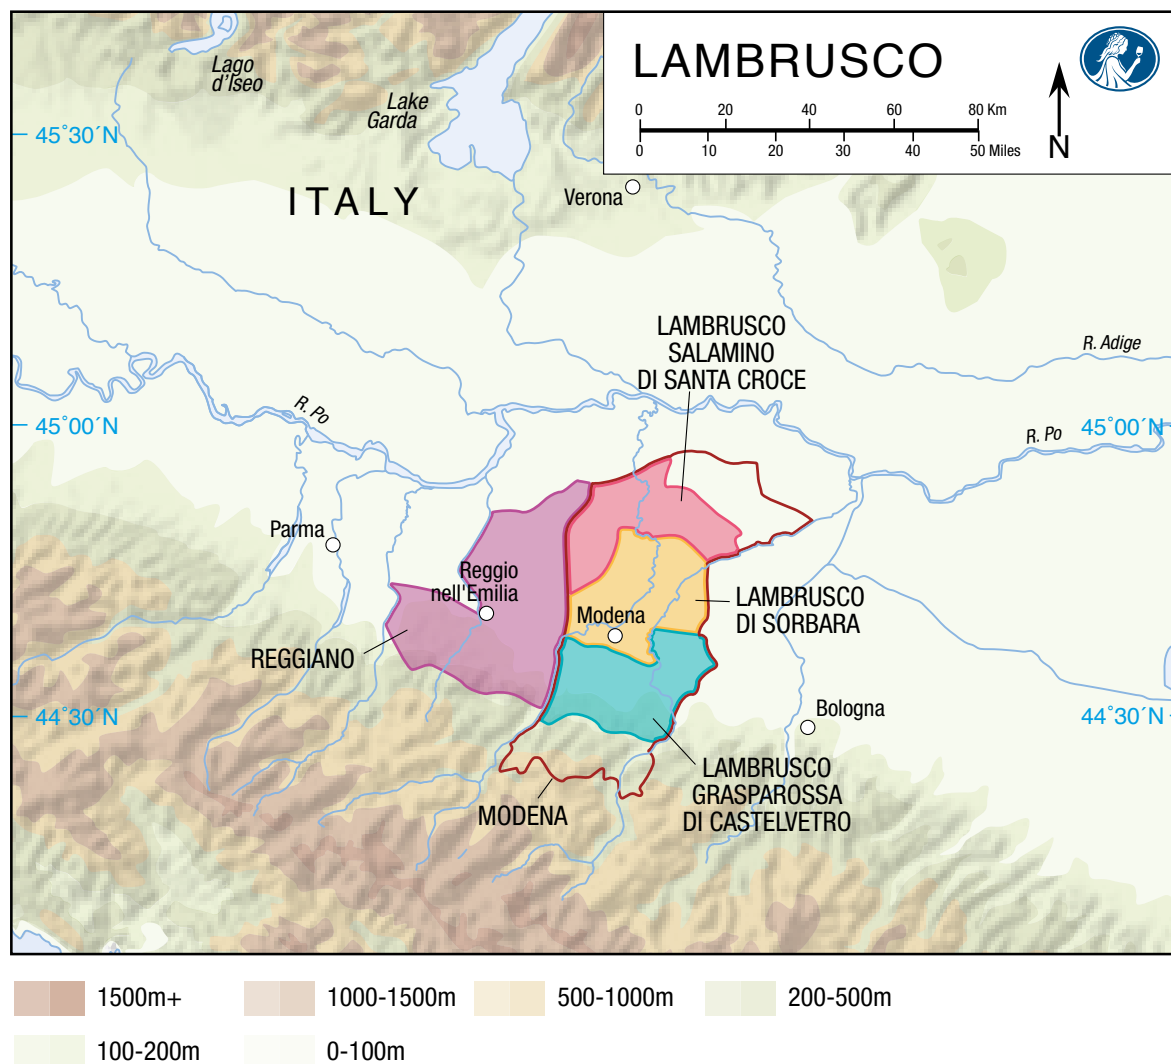 LAMBRUSCO
0 20 40 60 80 Km
0 10 20 30 40 50 Miles
N
Lago
d'Iseo
Lake
Garda
45°30´N
ITALY
Verona
LAMBRUSCO
SALAMINO
DI SANTA CROCE
R. Adige
R. Po
45°00´N
R. Po
45°00´N
Parma
Reggio
nell'Emilia
Modena
LAMBRUSCO
DI SORBARA
REGGIANO
44°30´N
Bologna
44°30´N
LAMBRUSCO
GRASPAROSSA
DI CASTELVETRO
MODENA
1500m+
1000-1500m
500-1000m
200-500m
100-200m
0-100m